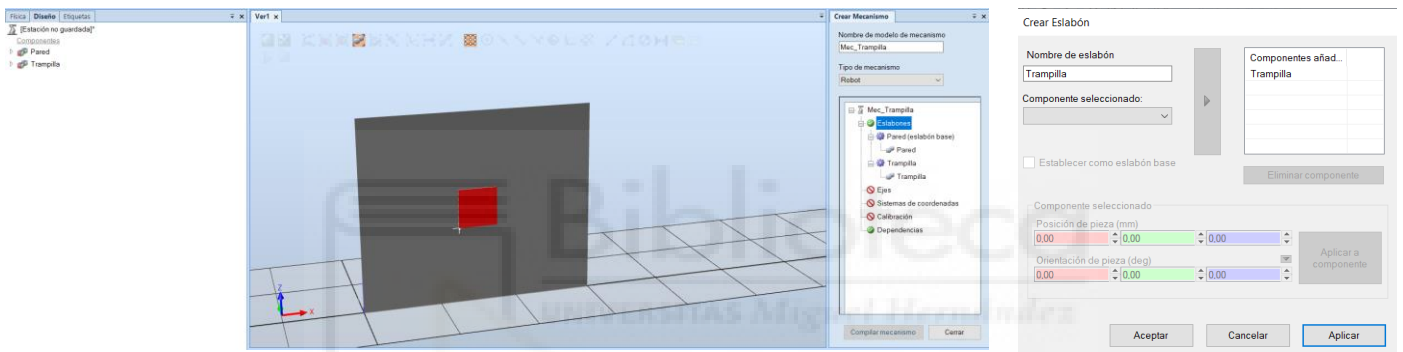 Física Diseño Etiquetas
[Estación no guardada]*
Componentes
Pared
Trampilla
Ver1
Z
X
Crear Mecanismo
Nombre de modelo de mecanismo
Mec_Trampilla
Tipo de mecanismo
Robot
Mec_Trampilla
Eslabones
Pared (eslabón base)
Pared
Trampilla
Trampilla
Ejes
Sistemas de coordenadas
Calibración
Dependencias
Compilar mecanismo Cerrar
Crear Eslabón
Nombre de eslabón
Trampilla
Componente seleccionado:
Establecer como eslabón base
Componentes añad...
Trampilla
Eliminar componente
Componente seleccionado
Posición de pieza (mm)
0,00 0,00 0,00
Orientación de pieza (deg)
0,00 0,00 0,00
Aplicar a
componente
Aceptar Cancelar Aplicar
Biblioteca
UNIVERSITAS Miguel Hernández